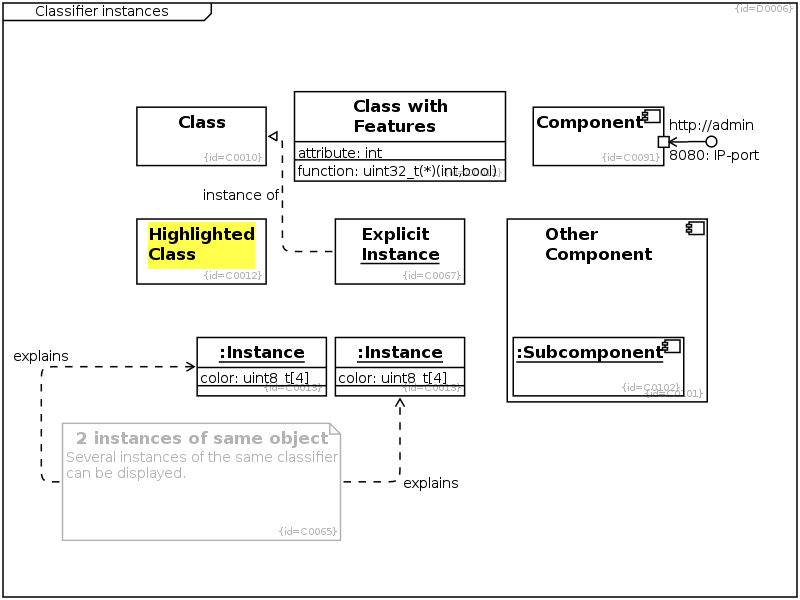 Classifier instances
{id=D0006}
Class
{id=C0010}
Class with
Features
attribute: int
function: uint32_t(*)(int,bool)
Component
{id=C0091}
http://admin
8080: IP-port
instance of
Highlighted
Class
{id=C0012}
Explicit
Instance
{id=C0067}
Other
Component
:Subcomponent
{id=C0102}
{id=C0101}
explains
:Instance
color: uint8_t[4]
{id=C0013}
:Instance
color: uint8_t[4]
{id=C0013}
2 instances of same object
Several instances of the same classifier
can be displayed.
{id=C0065}
explains